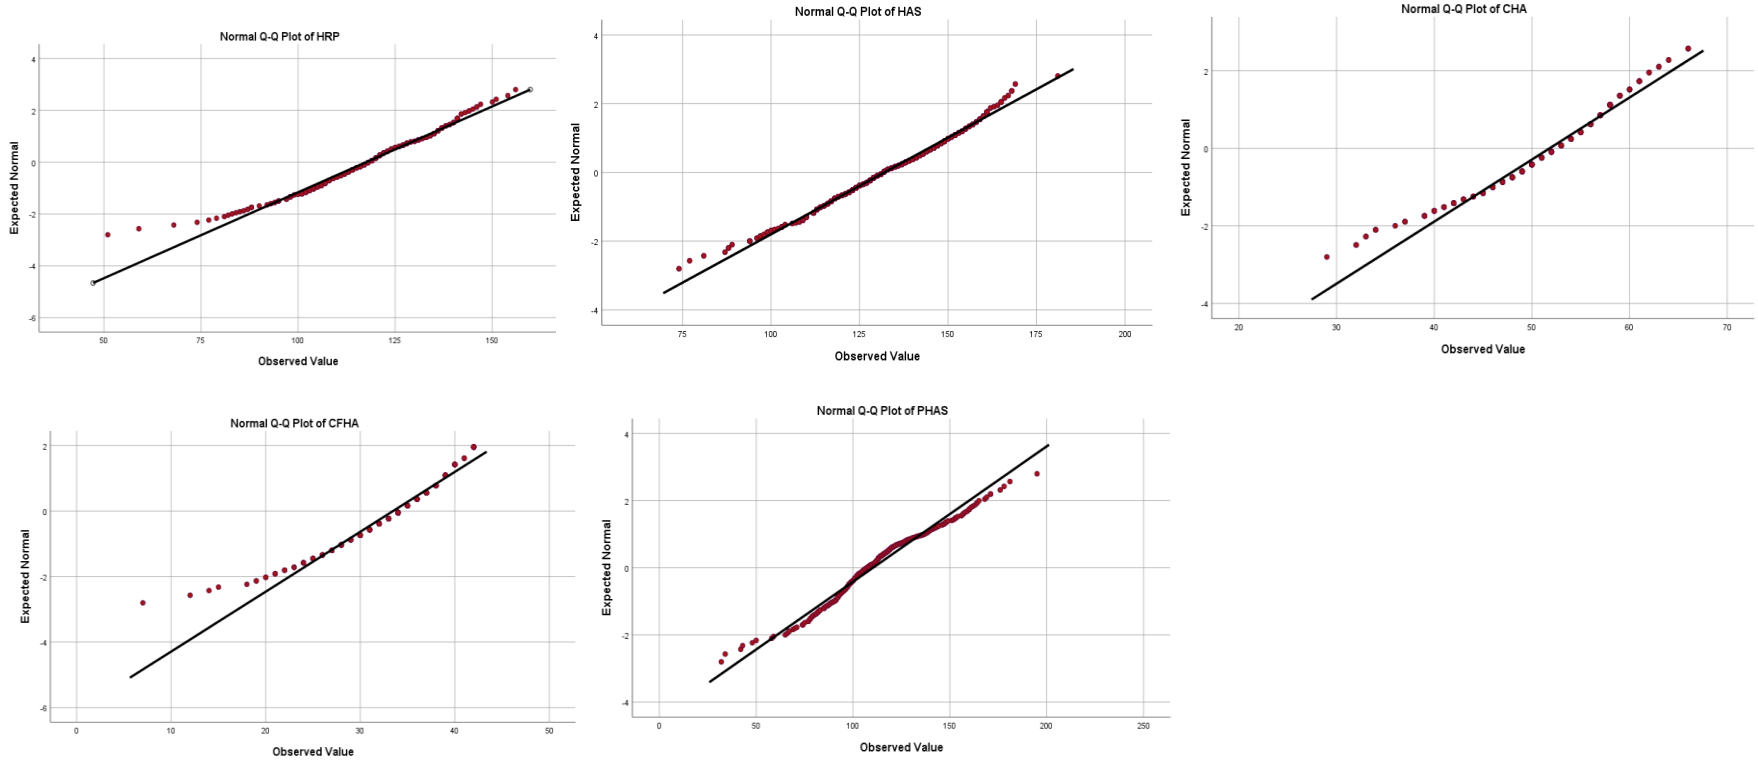 Normal Q-Q Plot of HRP
Expected Normal
4
2
0
-2
-4
-6
50 75 100 125 150
Observed Value
Normal Q-Q Plot of HAS
Expected Normal
4
2
0
-2
-4
75 100 125 150 175 200
Observed Value
Normal Q-Q Plot of CHA
Expected Normal
2
0
-2
-4
20 30 40 50 60 70
Observed Value
Normal Q-Q Plot of CFHA
Expected Normal
2
0
-2
-4
-6
0 10 20 30 40 50
Observed Value
Normal Q-Q Plot of PHAS
Expected Normal
4
2
0
-2
-4
0 50 100 150 200 250
Observed Value